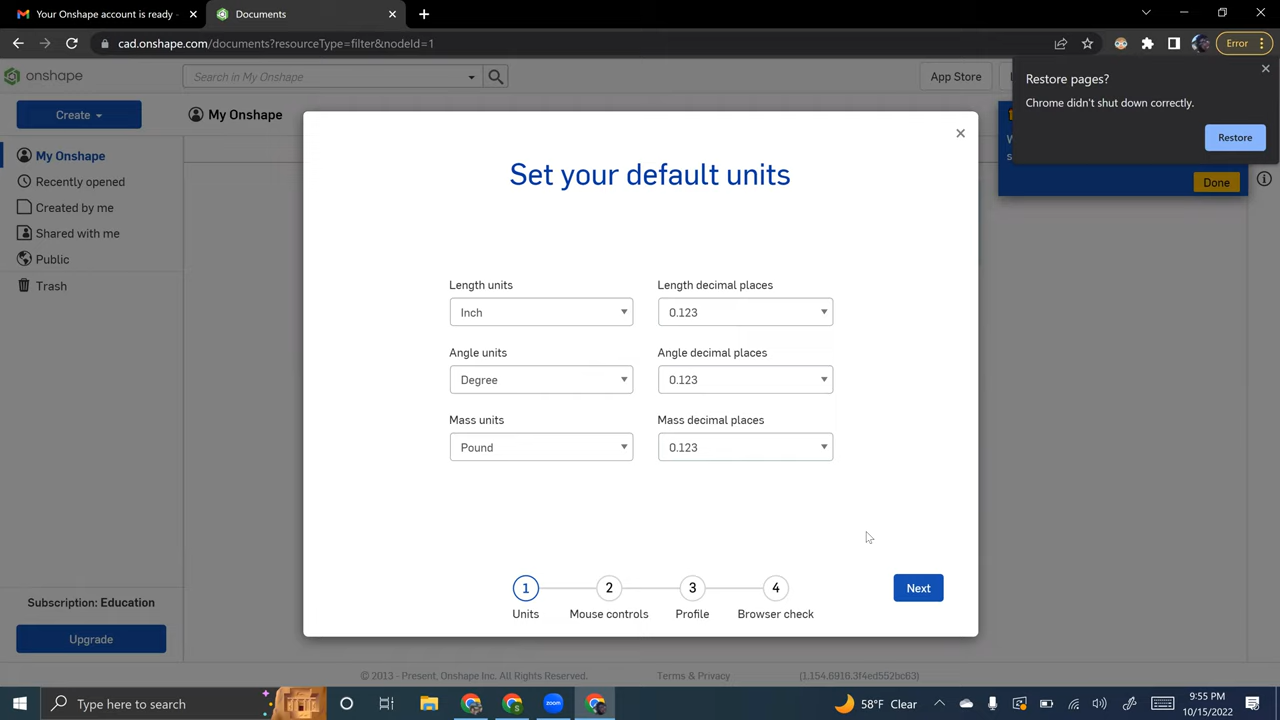 Your Onshape account is ready
Documents
cad.onshape.com/documents?resourceType=filter&nodeId=1
Error
onshape
Search in My Onshape
App Store
Restore pages?
Chrome didn't shut down correctly.
Restore
Done
Create
My Onshape
My Onshape
Recently opened
Created by me
Shared with me
Public
Trash
Set your default units
Length units
Length decimal places
Inch
0.123
Angle units
Angle decimal places
Degree
0.123
Mass units
Mass decimal places
Pound
0.123
1
2
3
4
Next
Units
Mouse controls
Profile
Browser check
Subscription: Education
Upgrade
© 2013 - Present, Onshape Inc. All Rights Reserved.
Terms & Privacy
(1.154.6916.3f4ed552bc63)
Type here to search
58°F Clear
9:55 PM
10/15/2022